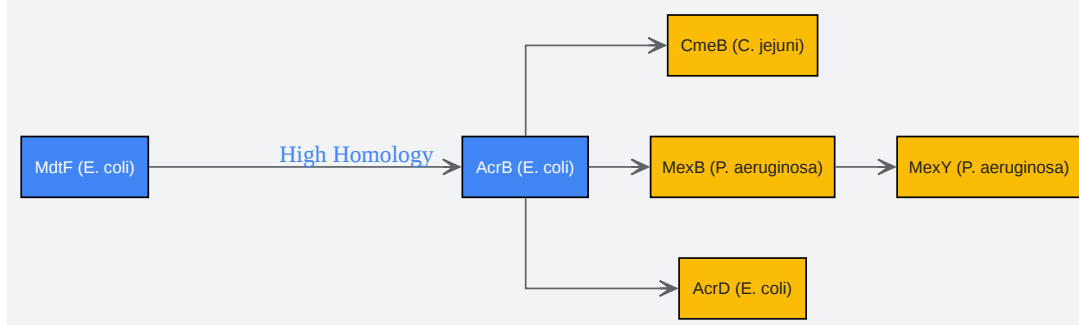 CmeB (C. jejuni)
MdtF (E. coli)
High Homology
AcrB (E. coli)
MexB (P. aeruginosa)
MexY (P. aeruginosa)
AcrD (E. coli)